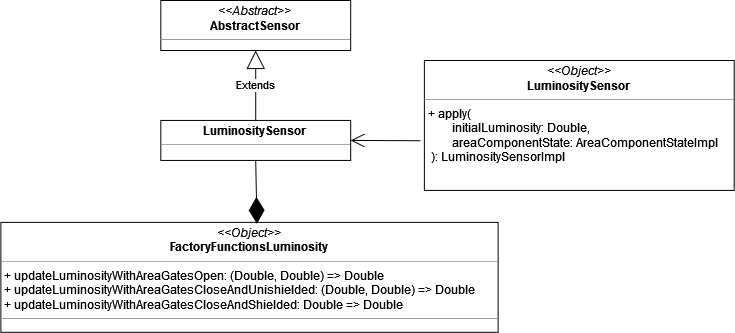 <<Abstract>>
AbstractSensor
Extends
LuminositySensor
<<Object>>
LuminositySensor
+ apply(
initialLuminosity: Double,
areaComponentState: AreaComponentStateImpl
): LuminositySensorImpl
<<Object>>
FactoryFunctionsLuminosity
+ updateLuminosityWithAreaGatesOpen: (Double, Double) => Double
+ updateLuminosityWithAreaGatesCloseAndUnishielded: (Double, Double) => Double
+ updateLuminosityWithAreaGatesCloseAndShielded: Double => Double